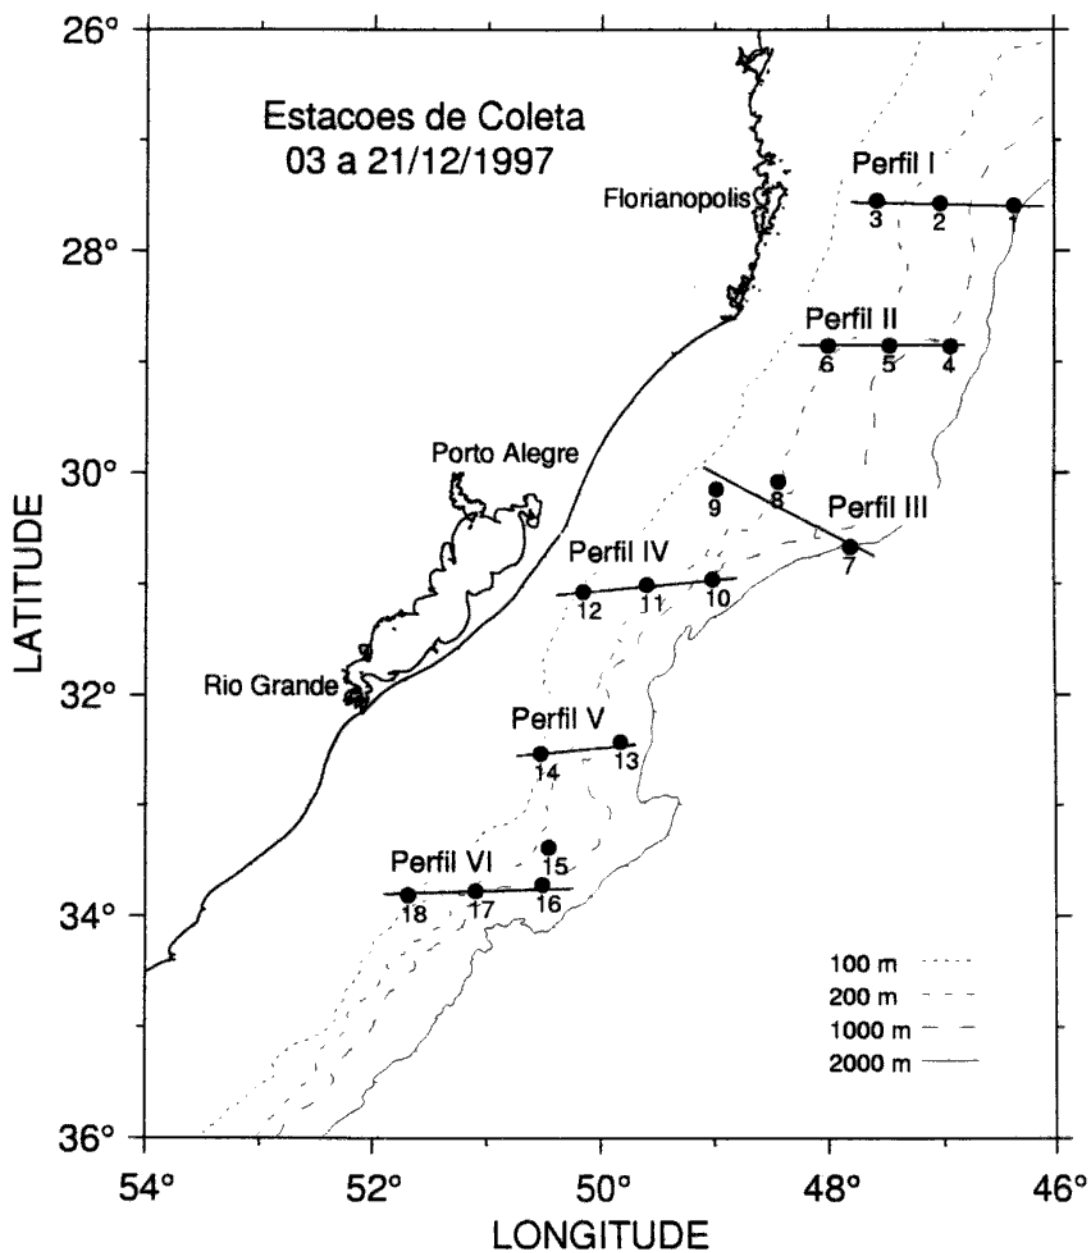 26°
Estacoes de Coleta
03 a 21/12/1997
Perfil I
Florianopolis
3 2 1
28°
Perfil II
6 5 4
Porto Alegre
30°
9 8
Perfil III
7
Perfil IV
12 11 10
LATITUDE
Rio Grande
32°
Perfil V
14 13
Perfil VI
15
18 17 16
34°
100 m
200 m
1000 m
2000 m
36°
54° 52° 50° 48° 46°
LONGITUDE